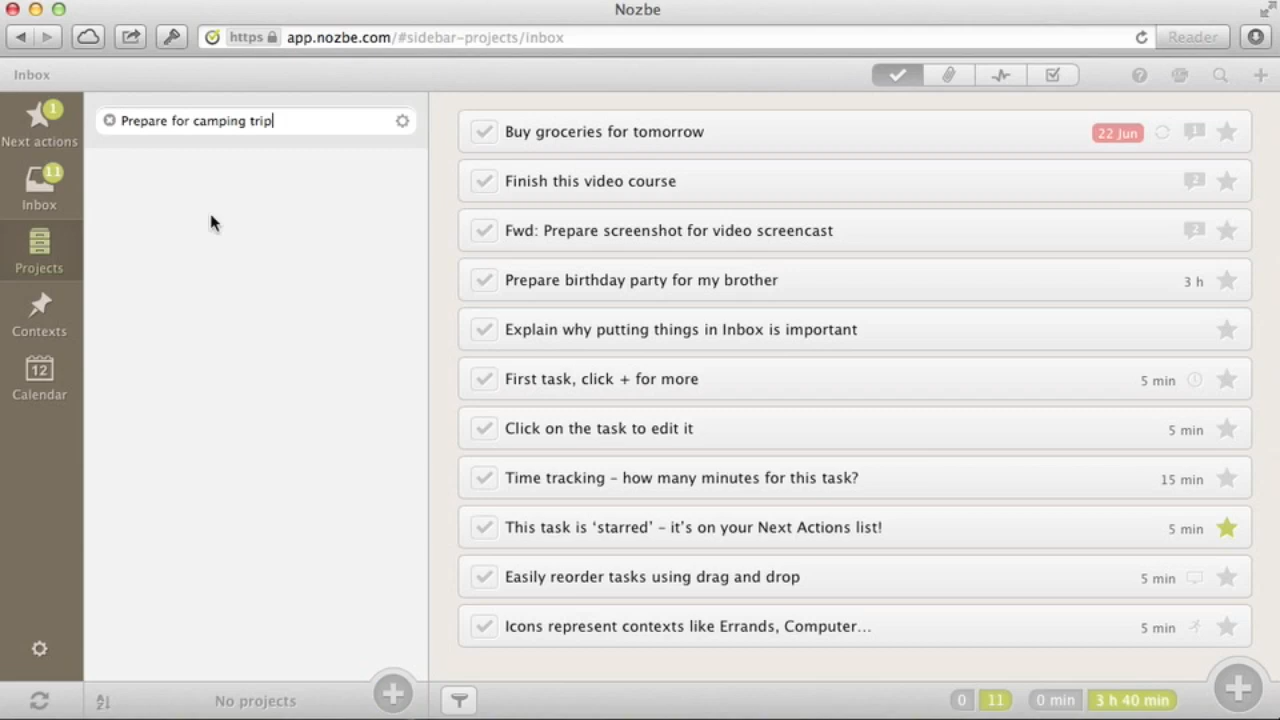 Nozbe
https app.nozbe.com/#sidebar-projects/inbox
Reader
Inbox
1
Next actions
11
Inbox
Projects
Contexts
12
Calendar
Prepare for camping trip
Buy groceries for tomorrow 22 Jun 1
Finish this video course 2
Fwd: Prepare screenshot for video screencast 2
Prepare birthday party for my brother 3 h
Explain why putting things in Inbox is important
First task, click + for more 5 min
Click on the task to edit it 5 min
Time tracking – how many minutes for this task? 15 min
This task is ‘starred’ – it’s on your Next Actions list! 5 min
Easily reorder tasks using drag and drop 5 min
Icons represent contexts like Errands, Computer... 5 min
No projects
0 11 0 min 3 h 40 min